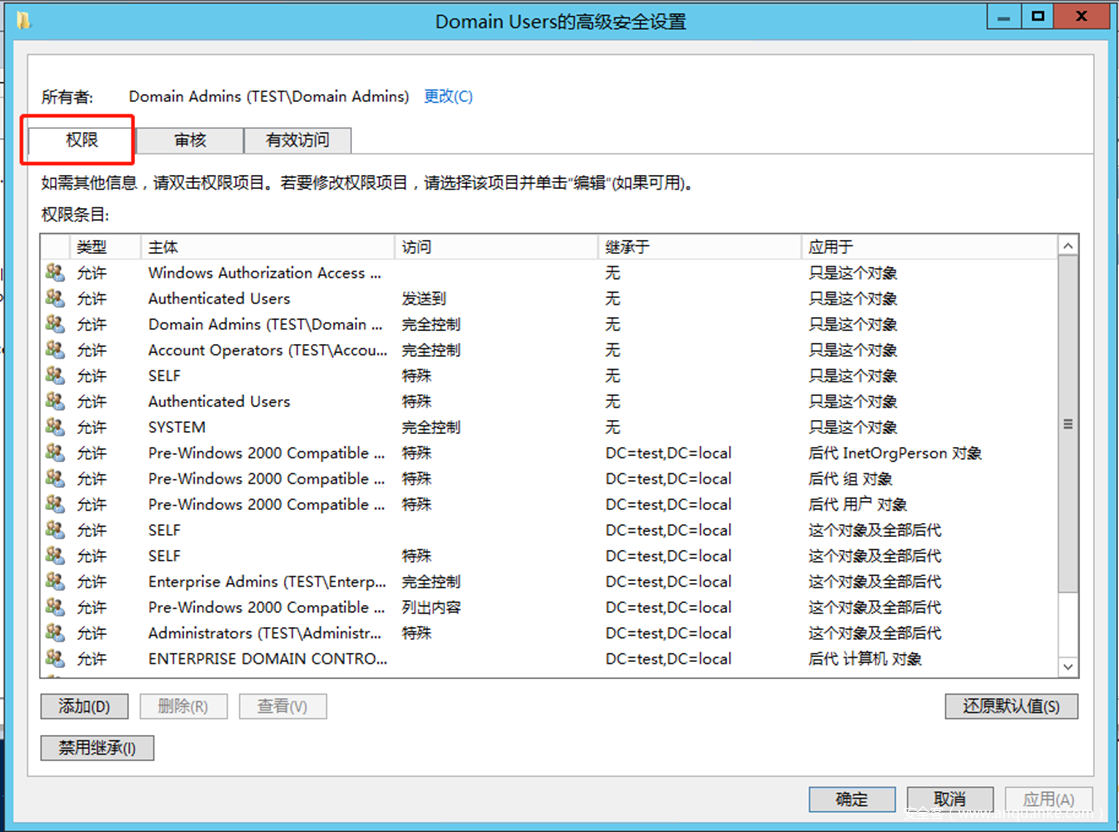 Domain Users的高级安全设置
所有者: Domain Admins (TEST\Domain Admins) 更改(C)
权限 审核 有效访问
如需其他信息，请双击权限项目。若要修改权限项目，请选择该项目并单击“编辑”(如果可用)。
权限条目:
类型 主体 访问 继承于 应用于
允许 Windows Authorization Access ... 无 只是这个对象
允许 Authenticated Users 发送到 无 只是这个对象
允许 Domain Admins (TEST\Domain ... 完全控制 无 只是这个对象
允许 Account Operators (TEST\Accou... 完全控制 无 只是这个对象
允许 SELF 特殊 无 只是这个对象
允许 Authenticated Users 特殊 无 只是这个对象
允许 SYSTEM 完全控制 无 只是这个对象
允许 Pre-Windows 2000 Compatible ... 特殊 DC=test,DC=local 后代 InetOrgPerson 对象
允许 Pre-Windows 2000 Compatible ... 特殊 DC=test,DC=local 后代 组 对象
允许 Pre-Windows 2000 Compatible ... 特殊 DC=test,DC=local 后代 用户 对象
允许 SELF DC=test,DC=local 这个对象及全部后代
允许 SELF 特殊 DC=test,DC=local 这个对象及全部后代
允许 Enterprise Admins (TEST\Enterp... 完全控制 DC=test,DC=local 这个对象及全部后代
允许 Pre-Windows 2000 Compatible ... 列出内容 DC=test,DC=local 这个对象及全部后代
允许 Administrators (TEST\Administr... 特殊 DC=test,DC=local 这个对象及全部后代
允许 ENTERPRISE DOMAIN CONTRO... DC=test,DC=local 后代 计算机 对象
添加(D) 删除(R) 查看(V) 还原默认值(S)
禁用继承(I)
确定 取消 应用(A)
安全客 ( www.anquanke.com )